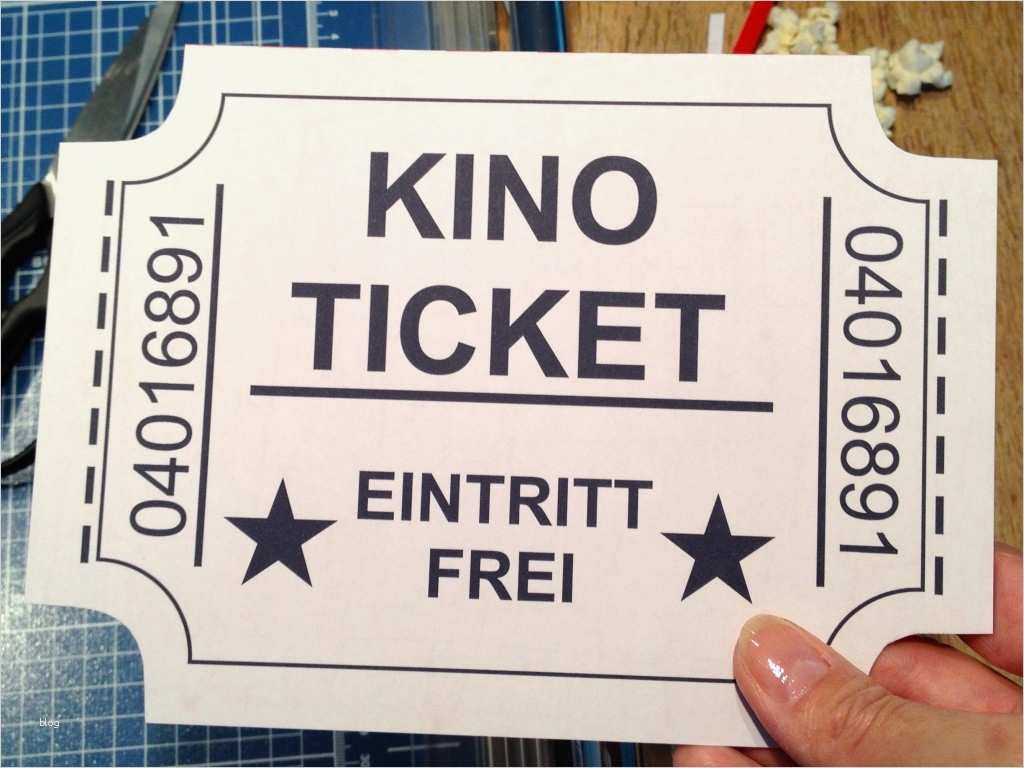 KINO
TICKET
EINTRITT
FREI
04016891
04016891
blog